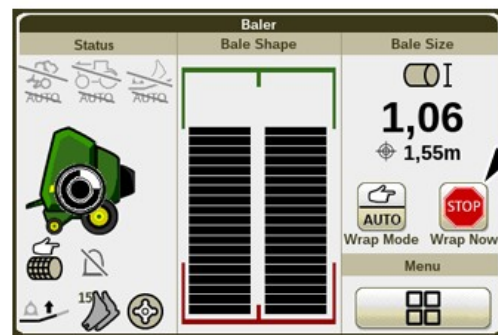 Baler
Status
Bale Shape
Bale Size
AUTO
AUTO
AUTO
1,06
1,55m
AUTO
STOP
Wrap Mode
Wrap Now
Menu
15